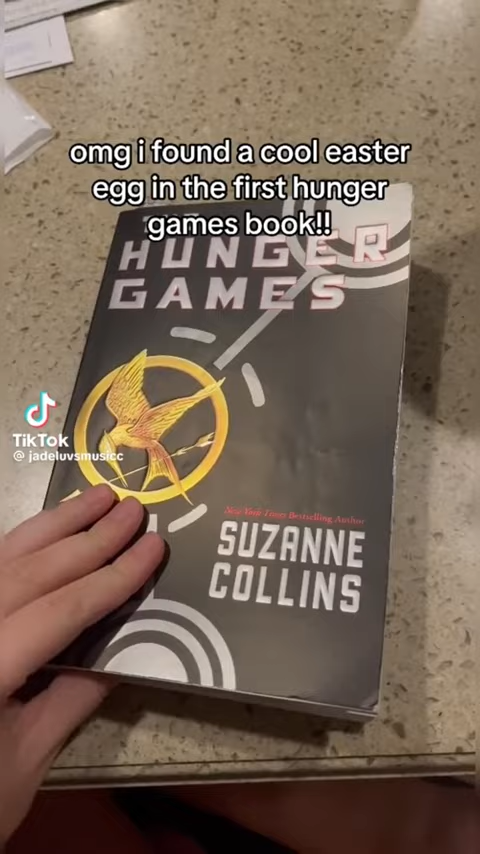 omg i found a cool easter
egg in the first hunger
games book!!
HUNGER
GAMES
TikTok
@ jadeluvsmusicc
New York Times Bestselling Author
SUZANNE
COLLINS